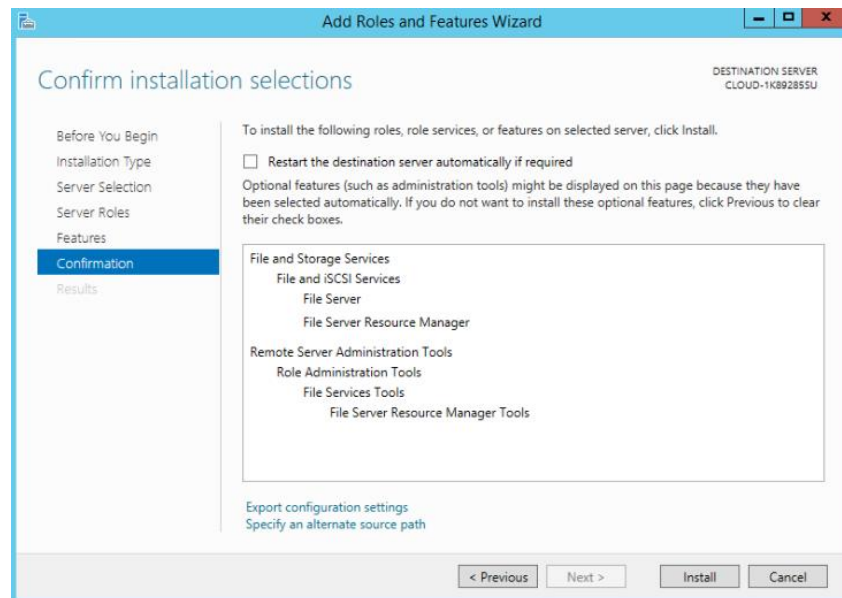 Add Roles and Features Wizard
Confirm installation selections
DESTINATION SERVER
CLOUD-1K89285SU
Before You Begin
Installation Type
Server Selection
Server Roles
Features
Confirmation
Results
To install the following roles, role services, or features on selected server, click Install.
Restart the destination server automatically if required
Optional features (such as administration tools) might be displayed on this page because they have
been selected automatically. If you do not want to install these optional features, click Previous to clear
their check boxes.
File and Storage Services
File and iSCSI Services
File Server
File Server Resource Manager
Remote Server Administration Tools
Role Administration Tools
File Services Tools
File Server Resource Manager Tools
Export configuration settings
Specify an alternate source path
< Previous
Next >
Install
Cancel